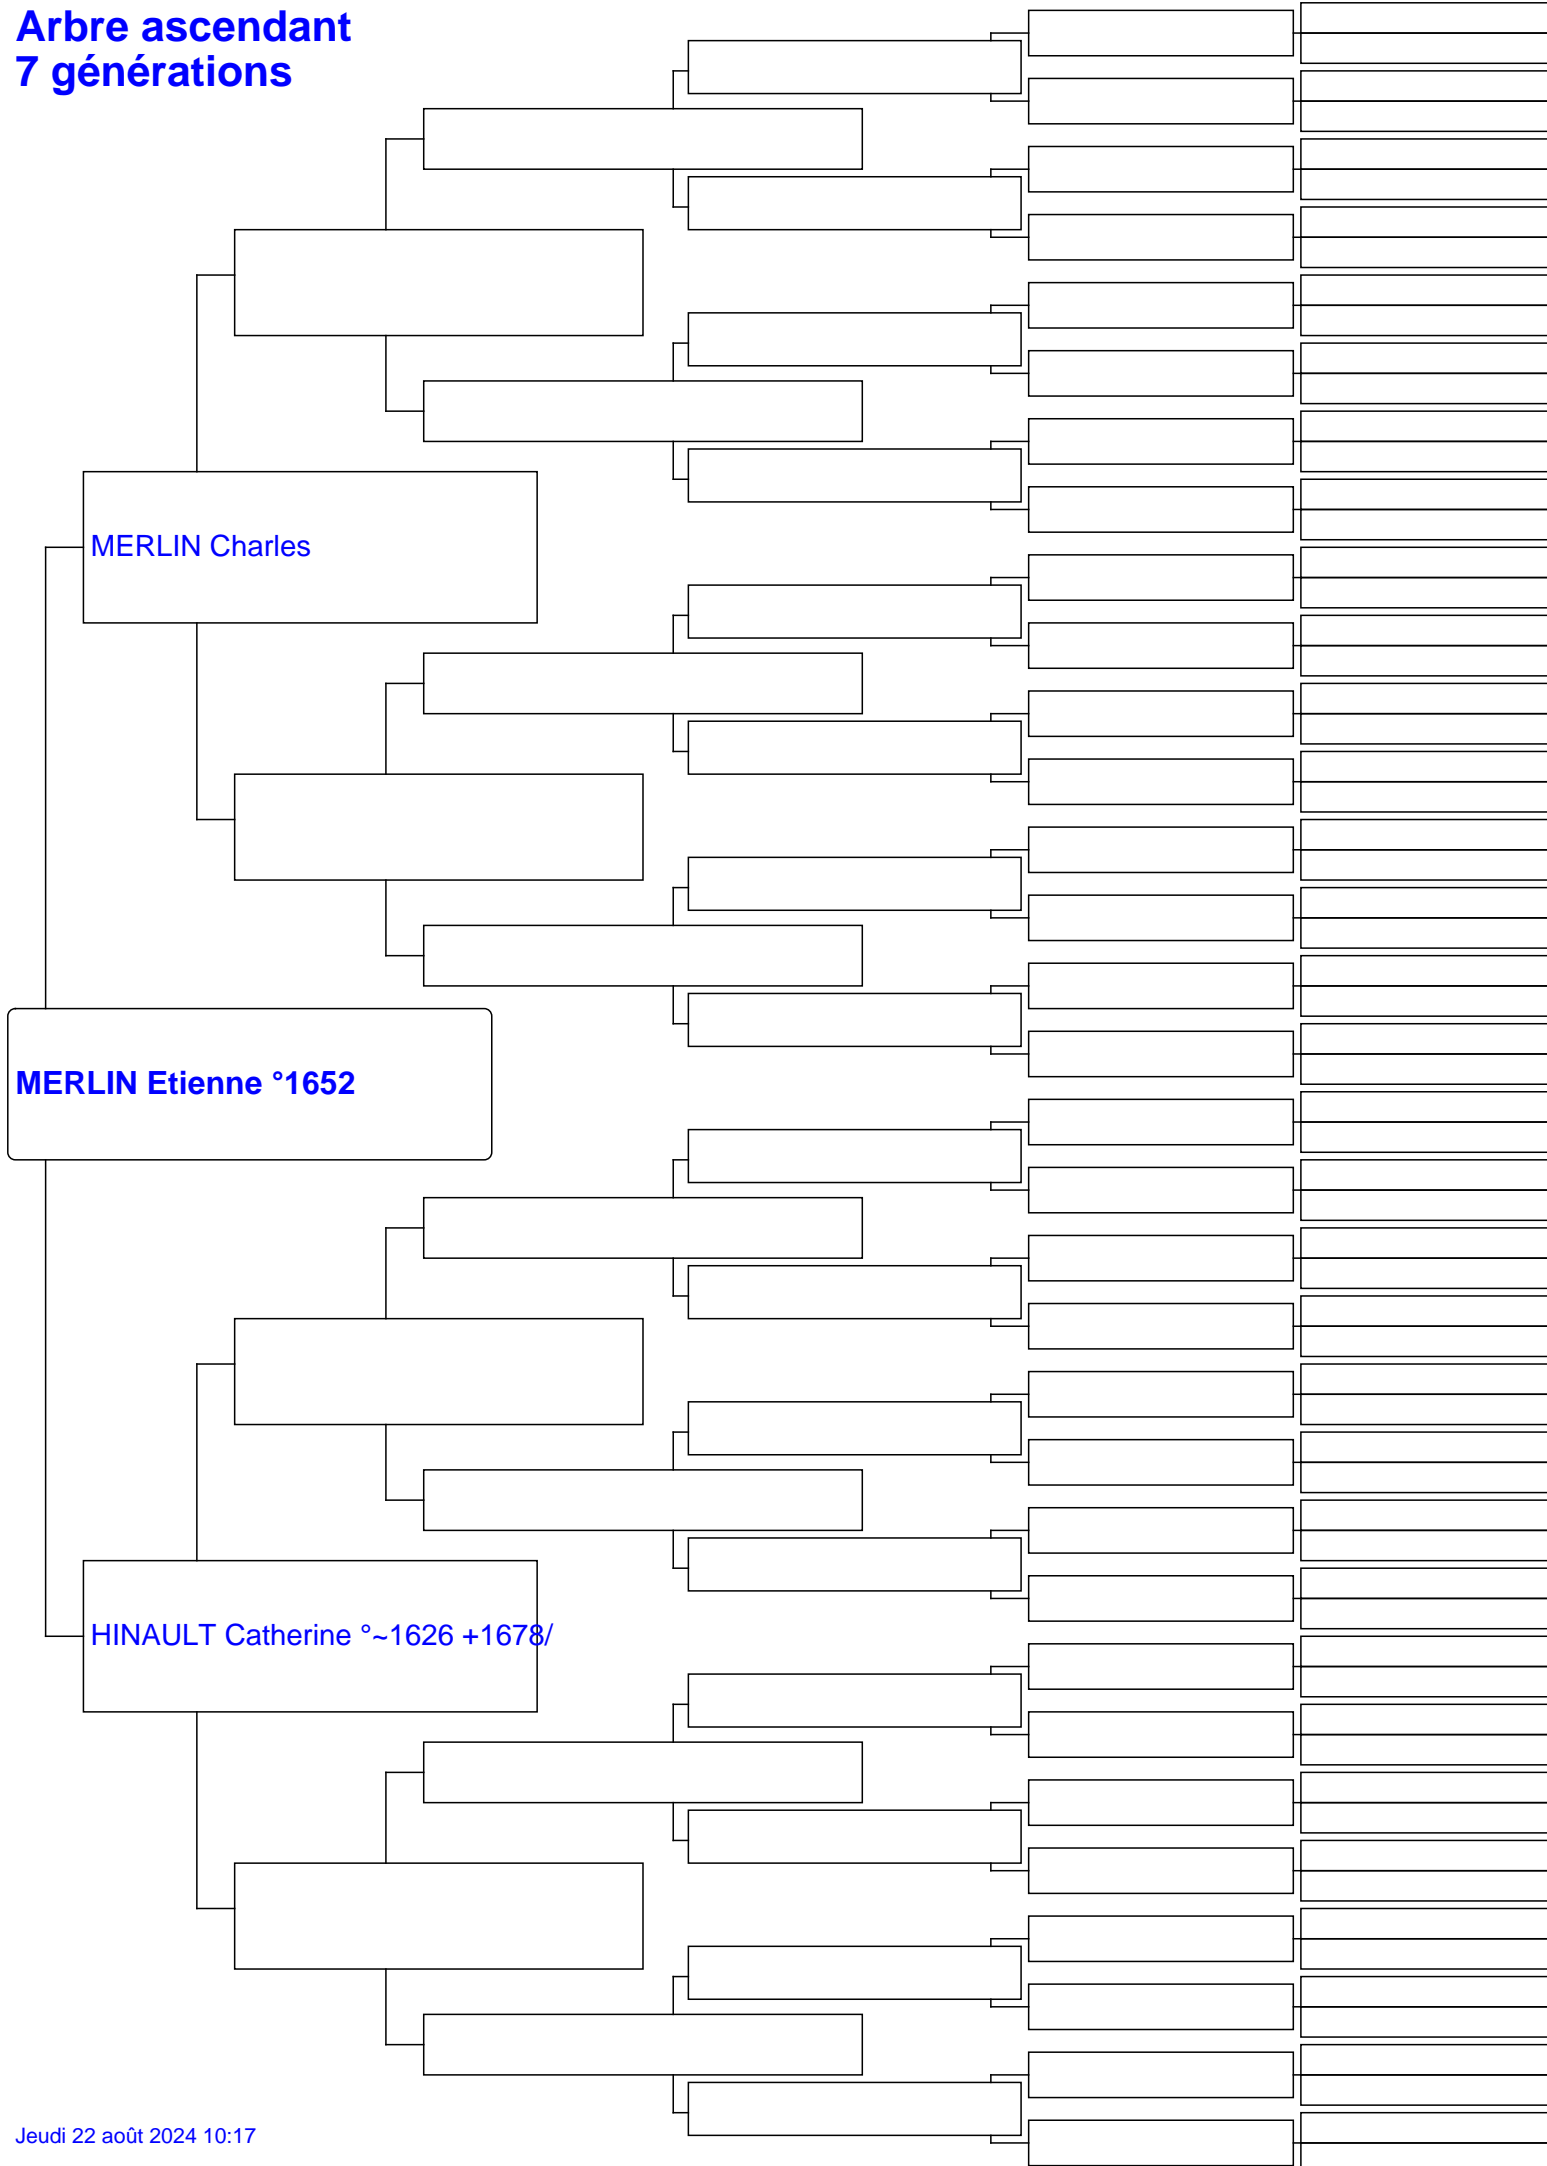 Arbre ascendant
7 générations
MERLIN Charles
MERLIN Etienne °1652
HINAULT Catherine °~1626 +1678/
Jeudi 22 août 2024 10:17